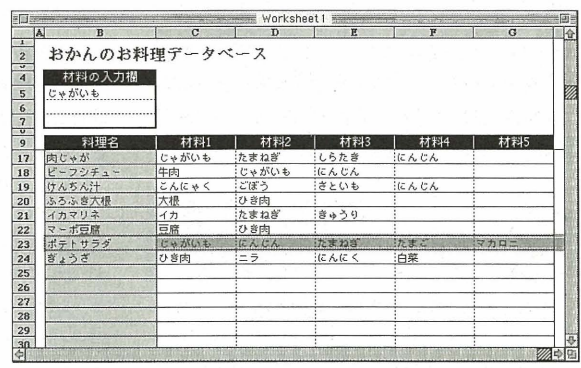 Worksheet1
A B C D E F G
1
2 おかんのお料理データベース
3
4 材料の入力欄
5 じゃがいも
6
7
8
9 料理名 材料1 材料2 材料3 材料4 材料5
17 肉じゃが じゃがいも たまねぎ しらたき にんじん
18 ビーフシチュー 牛肉 じゃがいも にんじん
19 けんちん汁 こんにゃく ごぼう さといも にんじん
20 ふろふき大根 大根 ひき肉
21 イカマリネ イカ たまねぎ きゅうり
22 マーボ豆腐 豆腐 ひき肉
23 ポテトサラダ じゃがいも にんじん たまねぎ たまご マカロニ
24 ぎょうざ ひき肉 ニラ にんにく 白菜
25
26
27
28
29
30